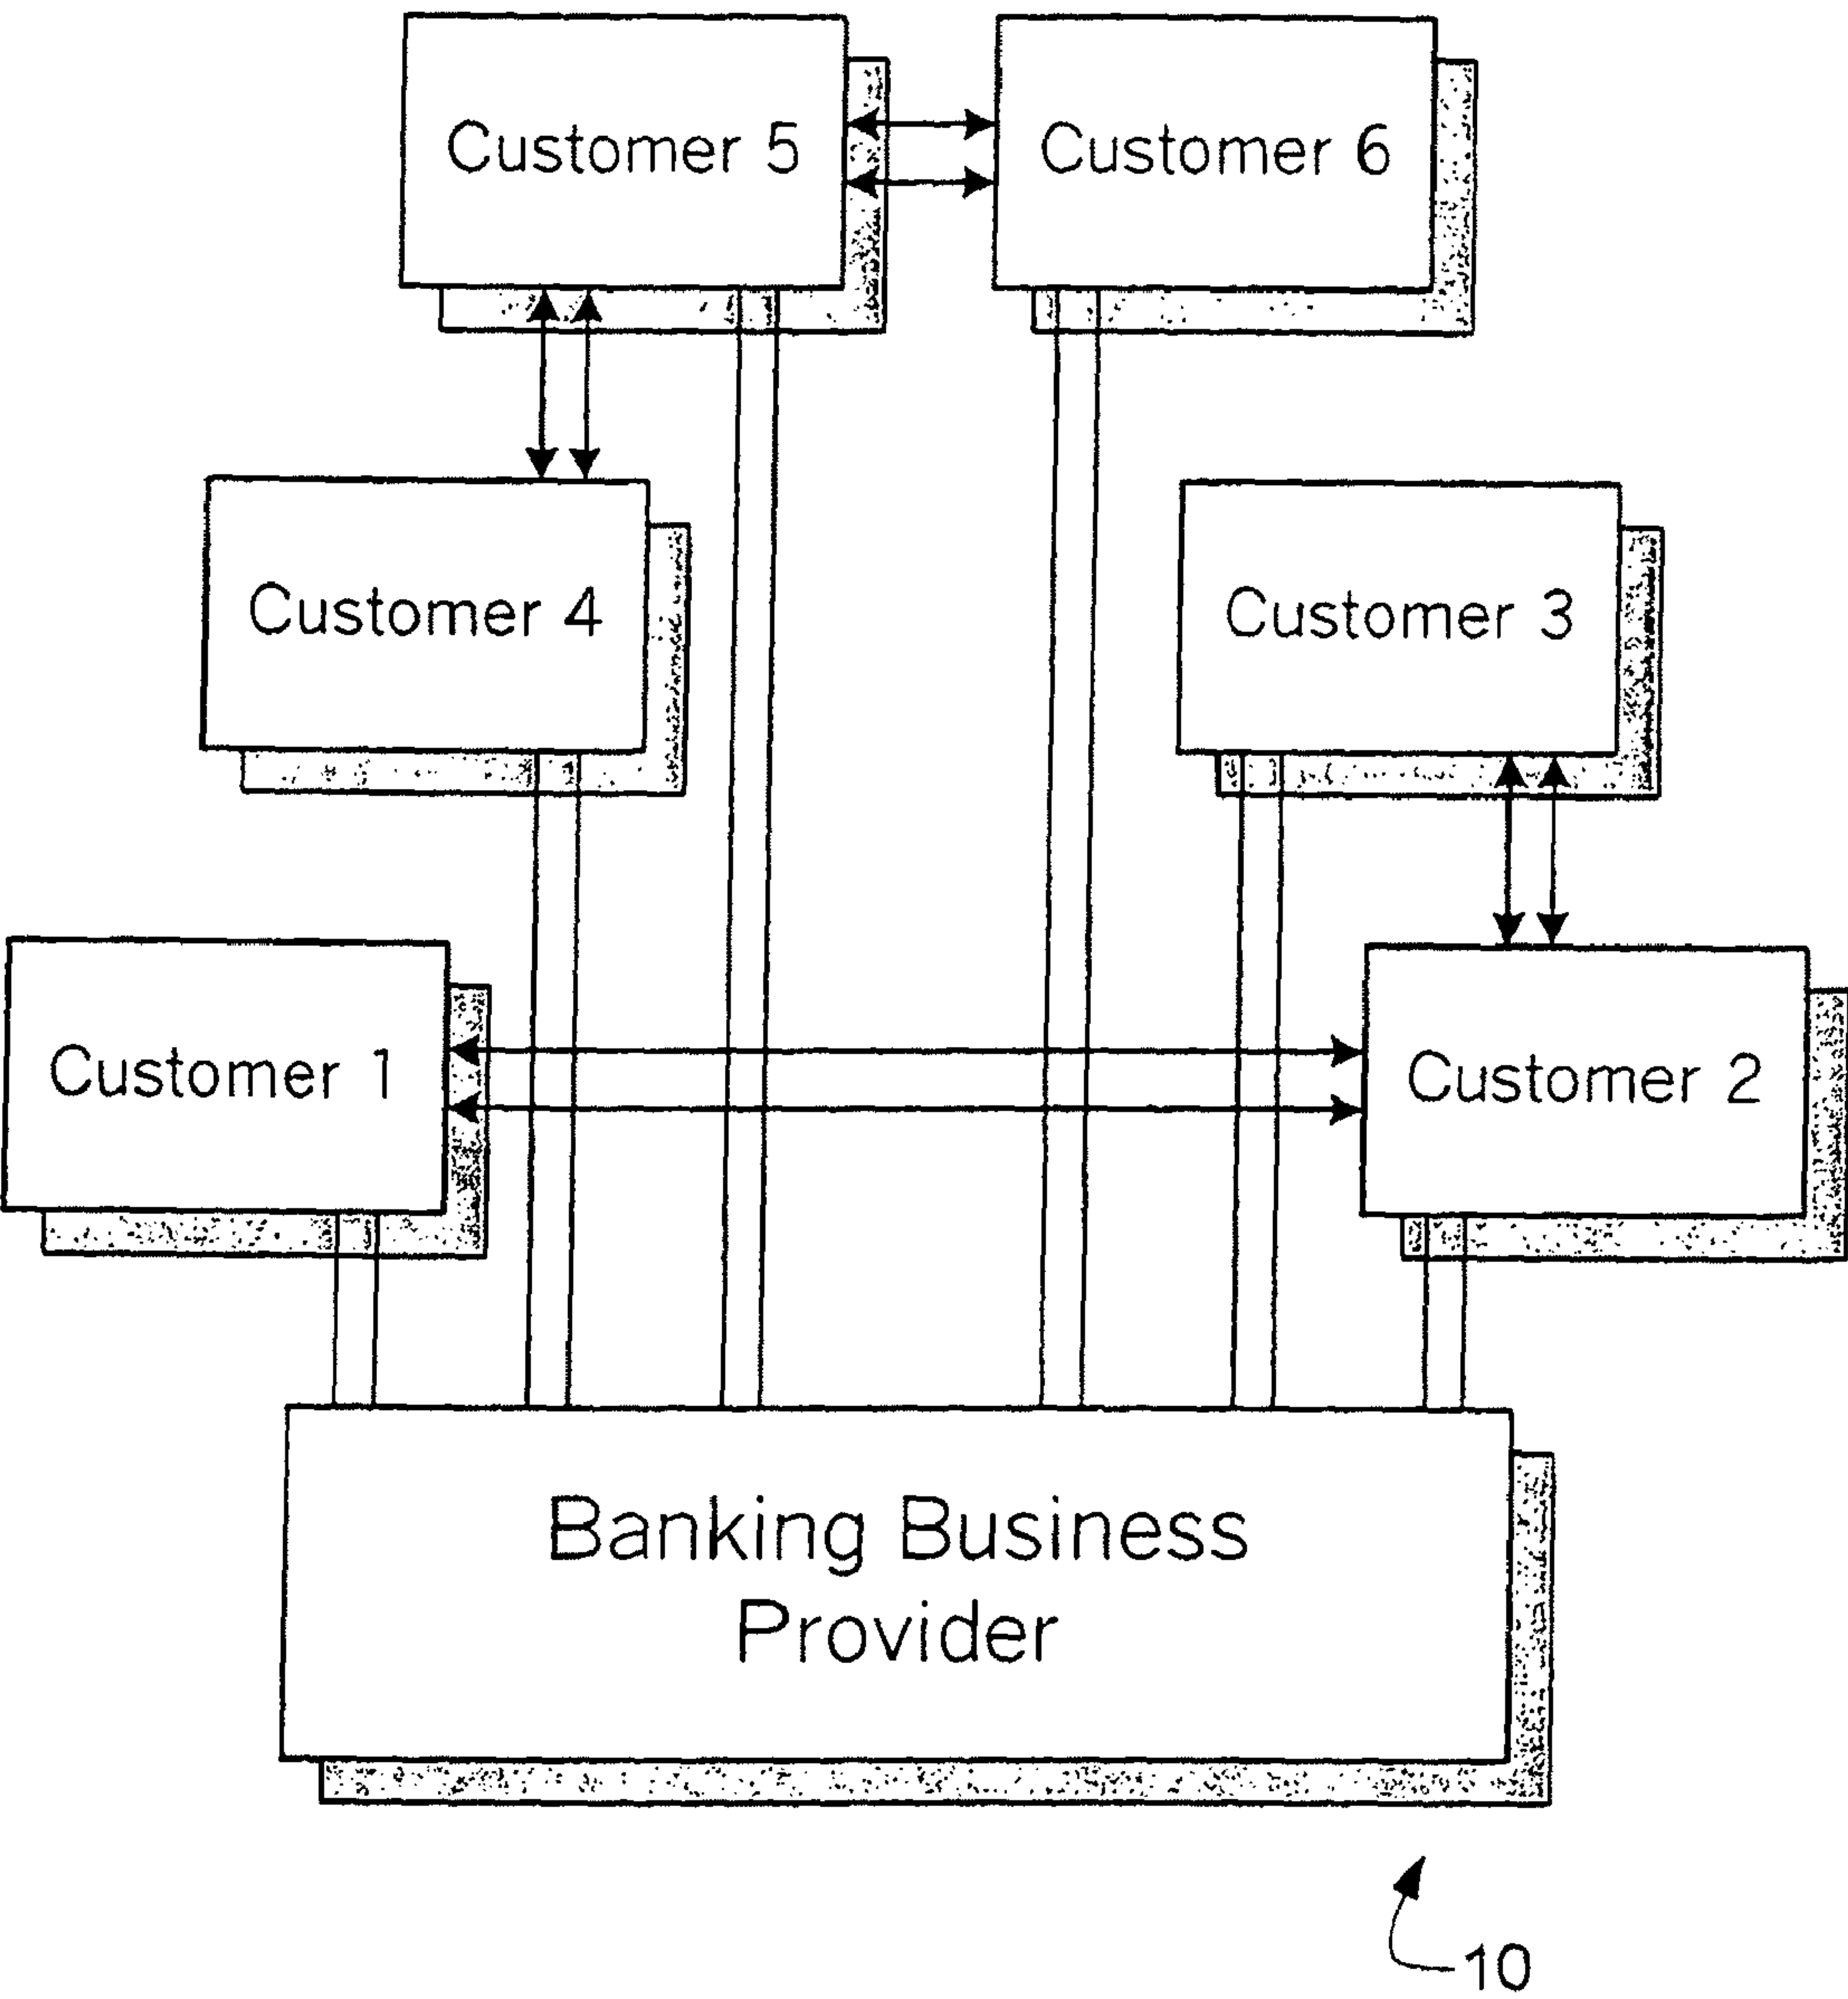 Customer 5
Customer 6
Customer 4
Customer 3
Customer 1
Customer 2
Banking Business
Provider
10